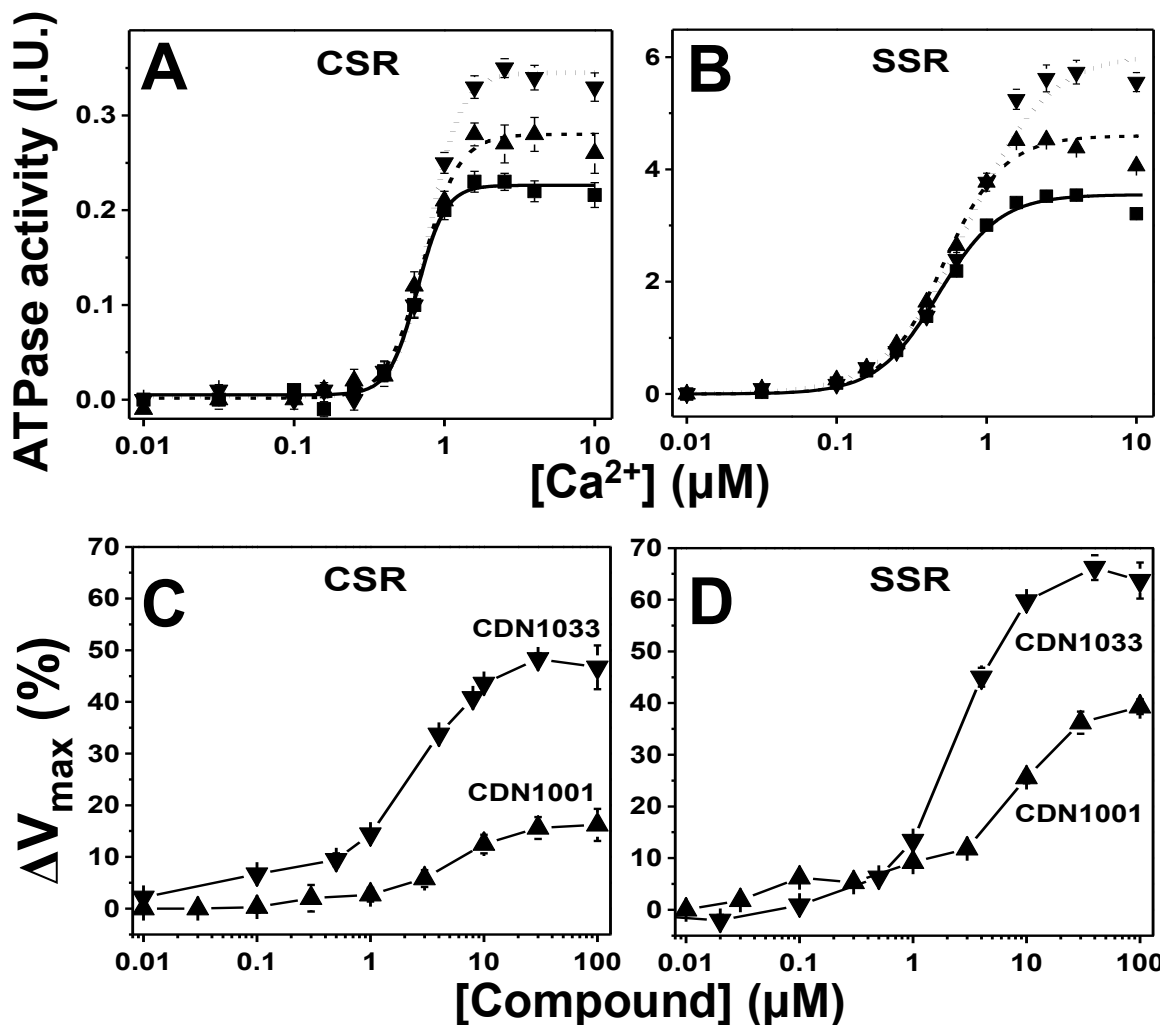 ATPase activity (I.U.)
A
CSR
0.3
0.2
0.1
0.0
0.01
0.1
1
10
B
SSR
6
4
2
0
0.01
0.1
1
10
[Ca²⁺] (µM)
ΔVmax (%)
C
CSR
CDN1033
CDN1001
70
60
50
40
30
20
10
0
0.01
0.1
1
10
100
D
SSR
CDN1033
CDN1001
70
60
50
40
30
20
10
0
0.01
0.1
1
10
100
[Compound] (µM)